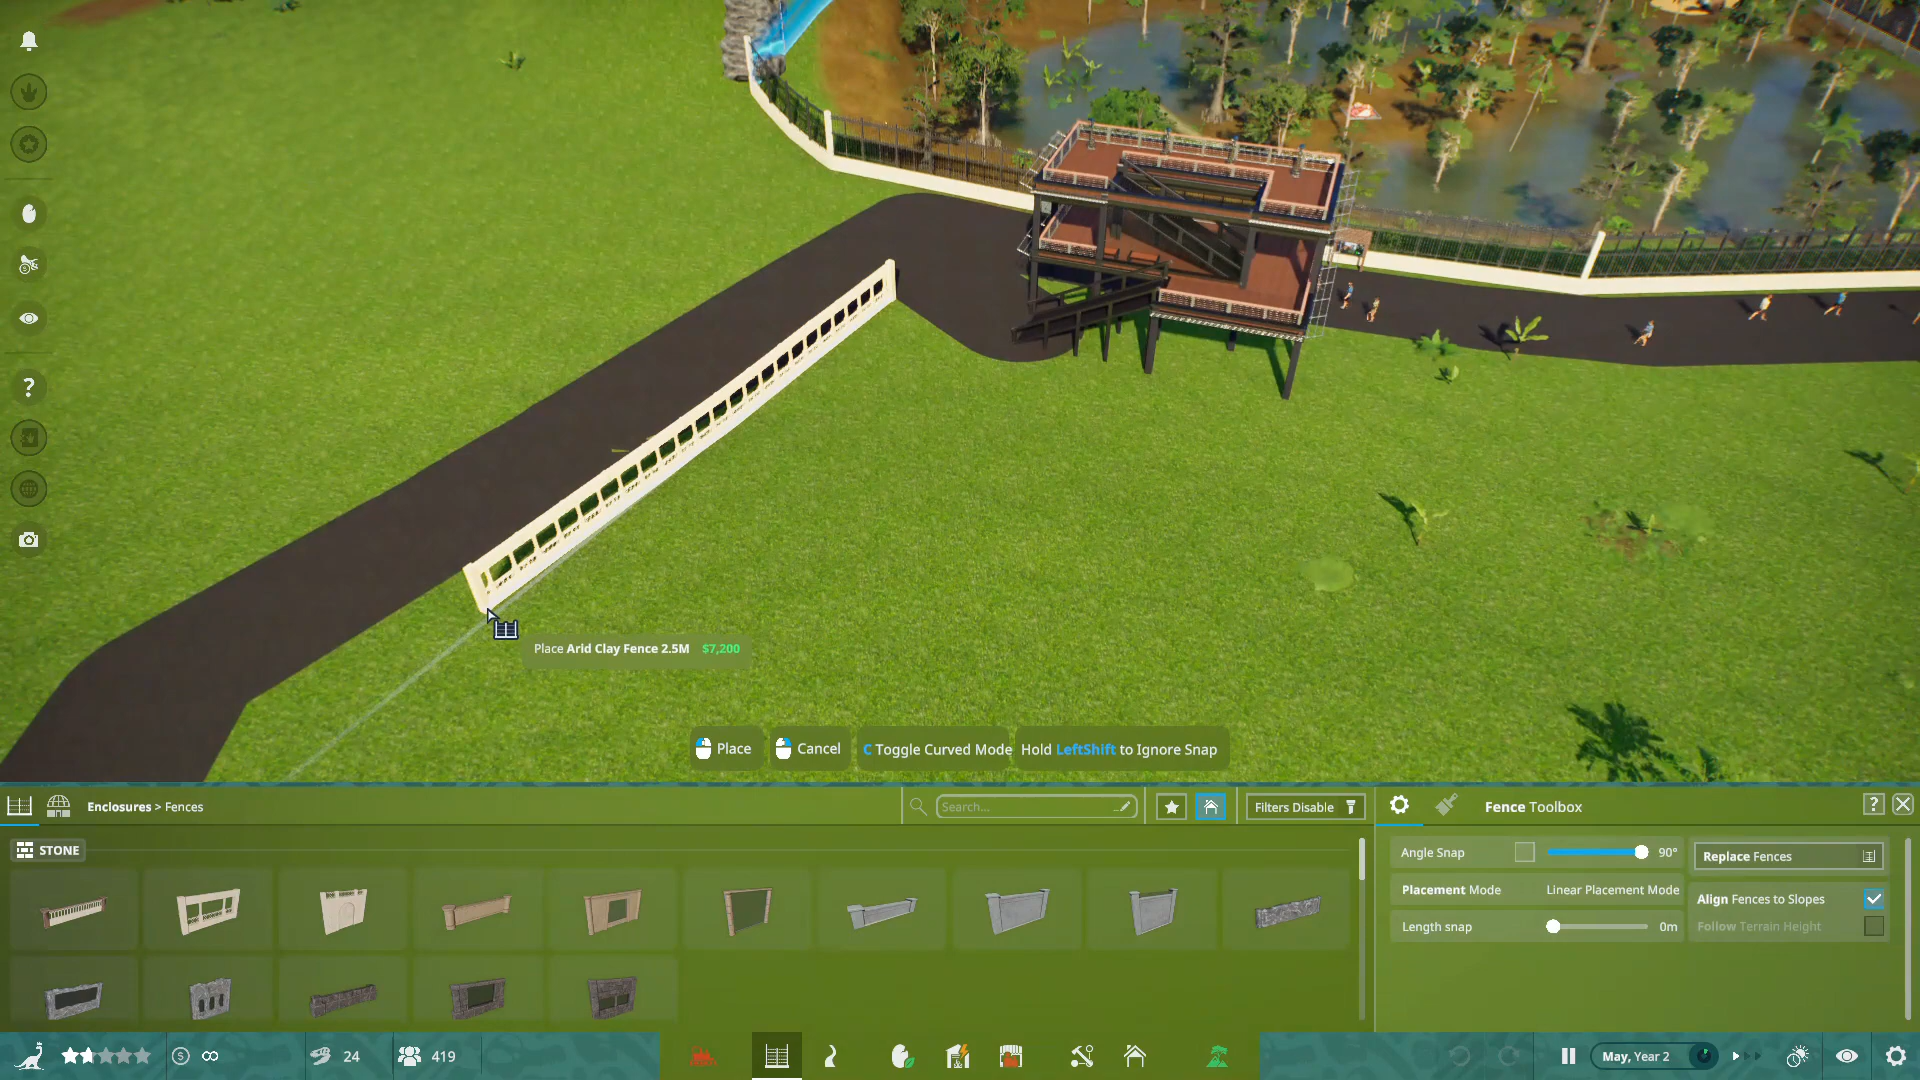 Place Arid Clay Fence 2.5M $7,200
Place
Cancel
C Toggle Curved Mode
Hold LeftShift to Ignore Snap
Enclosures > Fences
Search...
Filters Disable
Fence Toolbox
?
STONE
Angle Snap 90°
Replace Fences
Placement Mode Linear Placement Mode
Align Fences to Slopes
Length snap 0m
Follow Terrain Height
∞
24
419
May, Year 2